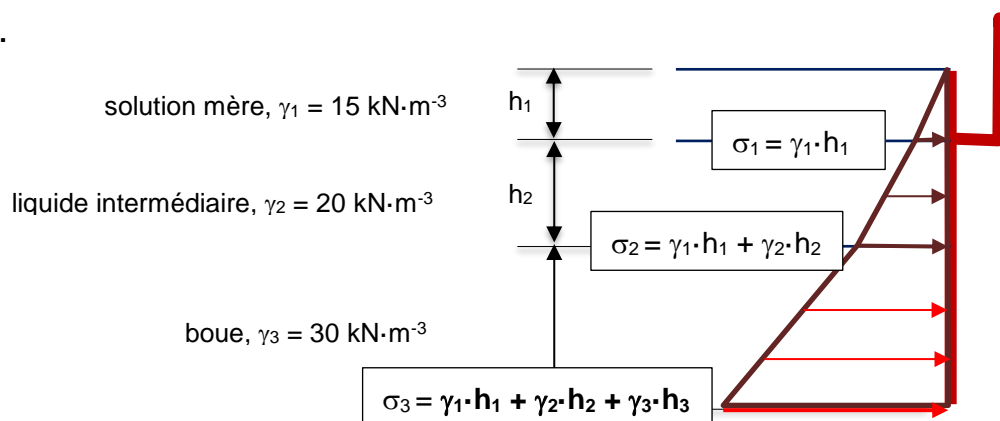 .
solution mère, γ1 = 15 kN·m-3
h1
σ1 = γ1·h1
liquide intermédiaire, γ2 = 20 kN·m-3
h2
σ2 = γ1·h1 + γ2·h2
boue, γ3 = 30 kN·m-3
σ3 = γ1·h1 + γ2·h2 + γ3·h3